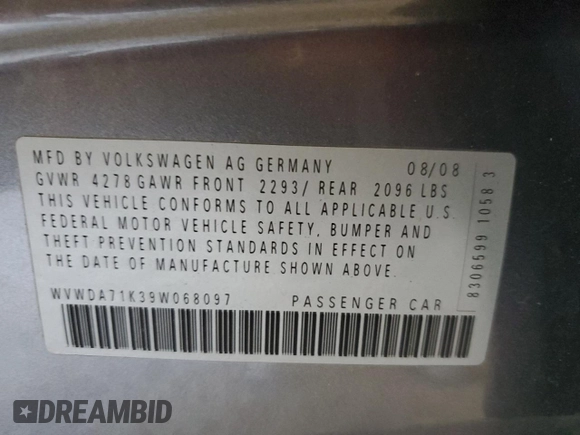 MFD BY VOLKSWAGEN AG GERMANY 08/08
GVWR 4278 GAWR FRONT 2293/ REAR 2096 LBS
THIS VEHICLE CONFORMS TO ALL APPLICABLE U.S.
FEDERAL MOTOR VEHICLE SAFETY, BUMPER AND
THEFT PREVENTION STANDARDS IN EFFECT ON
THE DATE OF MANUFACTURE SHOWN ABOVE.
WVWDA71K39W068097 PASSENGER CAR
8306599 1058 3
DREAMBID